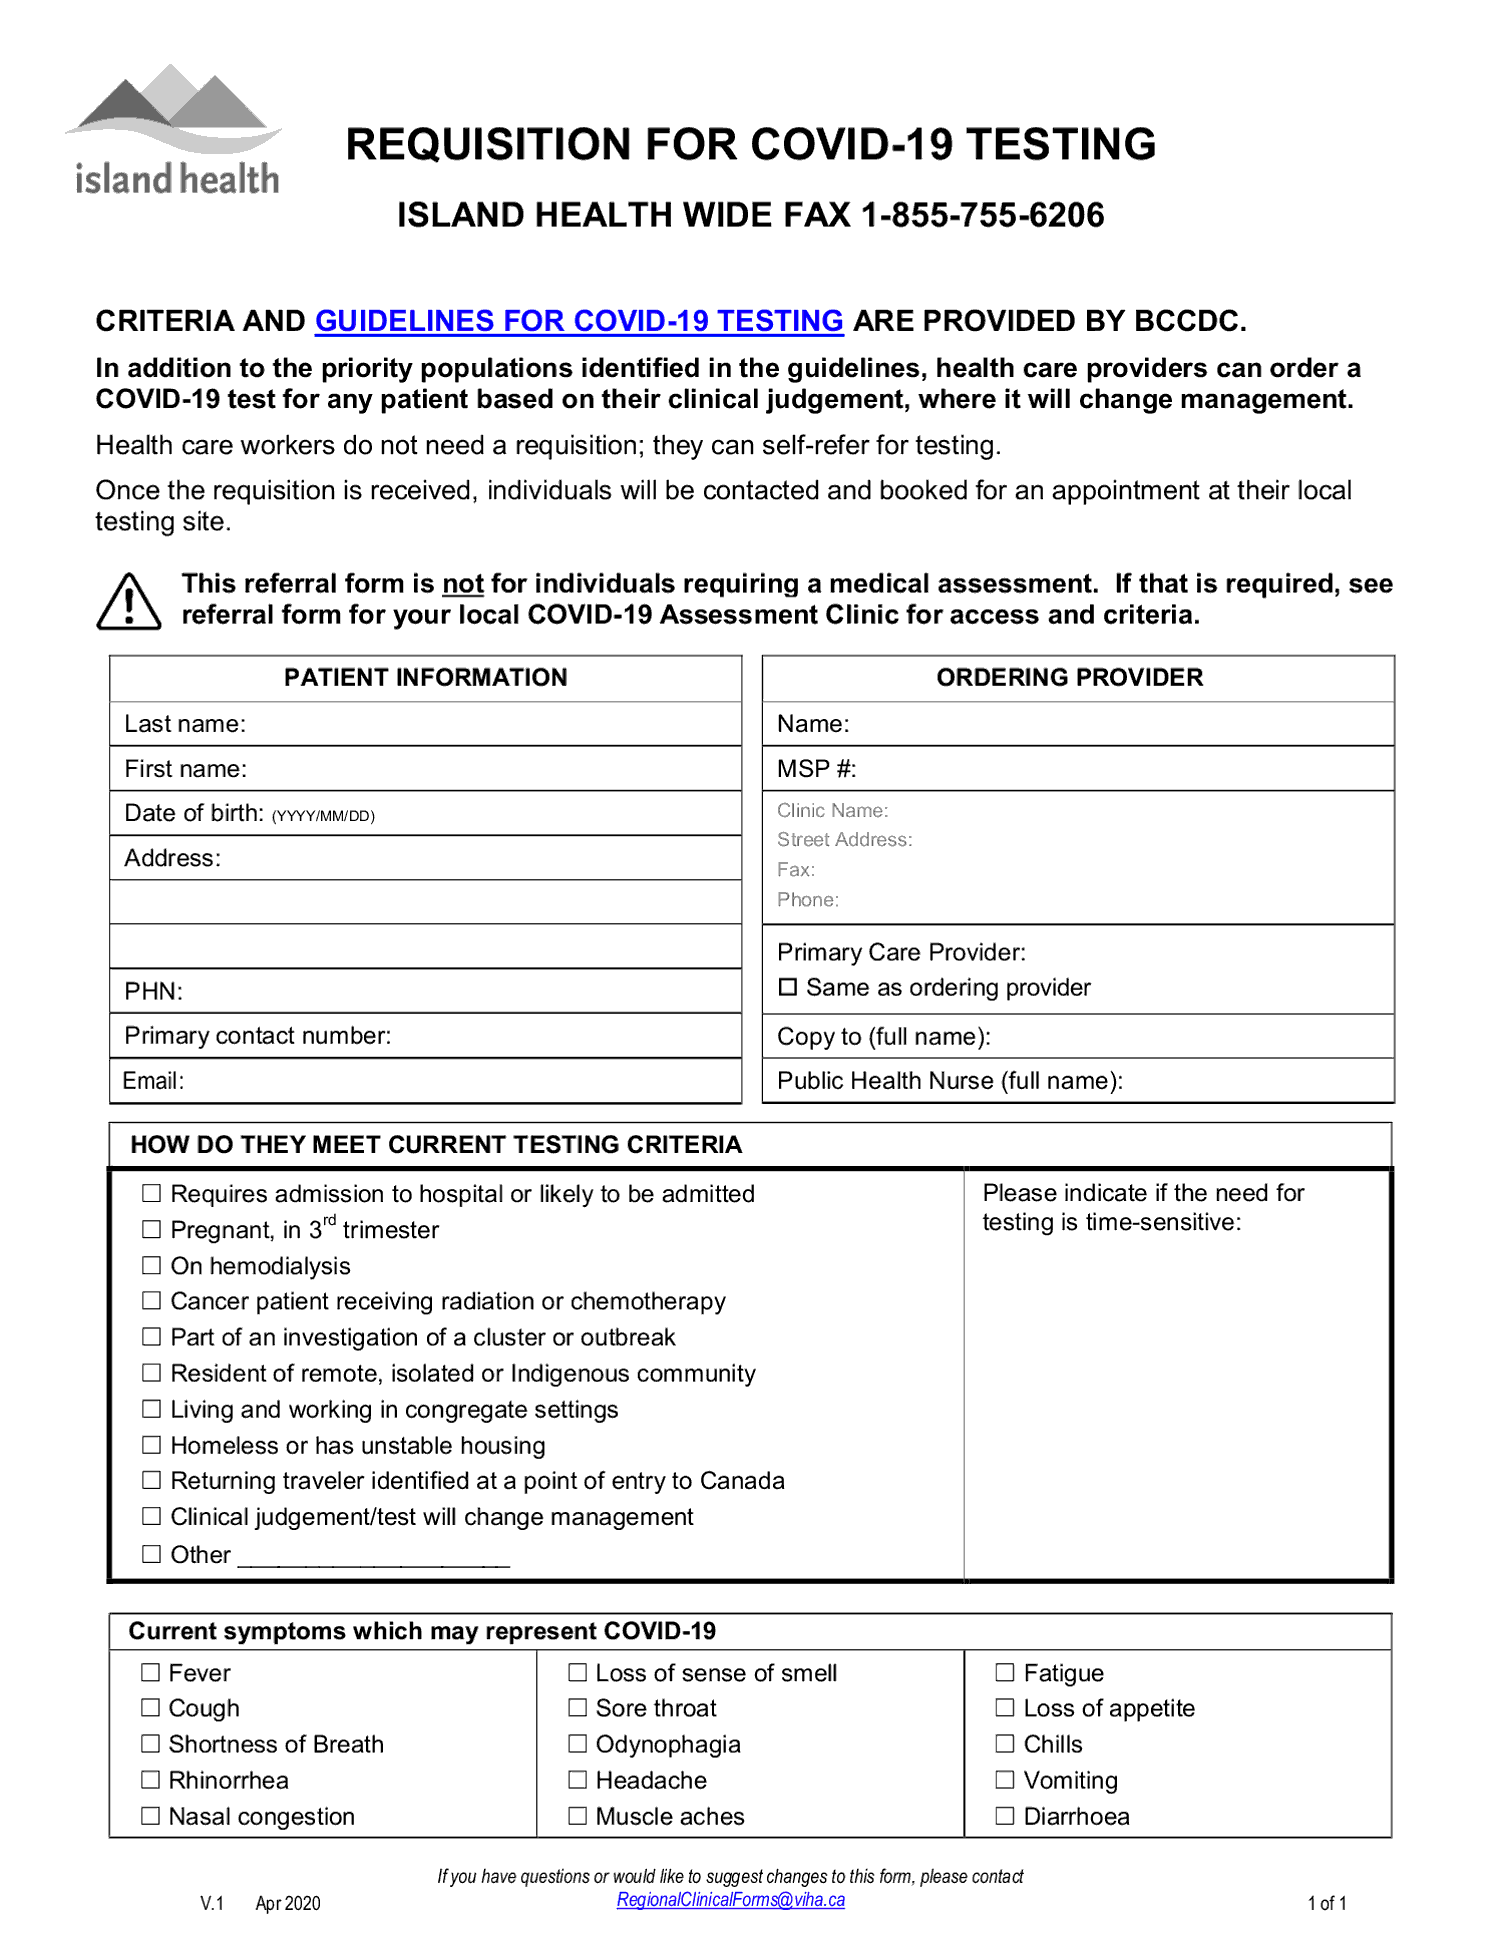 island health
REQUISITION FOR COVID-19 TESTING
ISLAND HEALTH WIDE FAX 1-855-755-6206
CRITERIA AND GUIDELINES FOR COVID-19 TESTING ARE PROVIDED BY BCCDC.
In addition to the priority populations identified in the guidelines, health care providers can order a
COVID-19 test for any patient based on their clinical judgement, where it will change management.
Health care workers do not need a requisition; they can self-refer for testing.
Once the requisition is received, individuals will be contacted and booked for an appointment at their local
testing site.
This referral form is not for individuals requiring a medical assessment. If that is required, see
referral form for your local COVID-19 Assessment Clinic for access and criteria.
PATIENT INFORMATION
Last name:
First name:
Date of birth: (YYYY/MM/DD)
Address:
PHN:
Primary contact number:
Email:
ORDERING PROVIDER
Name:
MSP #:
Clinic Name:
Street Address:
Fax:
Phone:
Primary Care Provider:
☐ Same as ordering provider
Copy to (full name):
Public Health Nurse (full name):
HOW DO THEY MEET CURRENT TESTING CRITERIA
☐ Requires admission to hospital or likely to be admitted
☐ Pregnant, in 3rd trimester
☐ On hemodialysis
☐ Cancer patient receiving radiation or chemotherapy
☐ Part of an investigation of a cluster or outbreak
☐ Resident of remote, isolated or Indigenous community
☐ Living and working in congregate settings
☐ Homeless or has unstable housing
☐ Returning traveler identified at a point of entry to Canada
☐ Clinical judgement/test will change management
☐ Other ____________________
Please indicate if the need for
testing is time-sensitive:
Current symptoms which may represent COVID-19
☐ Fever
☐ Cough
☐ Shortness of Breath
☐ Rhinorrhea
☐ Nasal congestion
☐ Loss of sense of smell
☐ Sore throat
☐ Odynophagia
☐ Headache
☐ Muscle aches
☐ Fatigue
☐ Loss of appetite
☐ Chills
☐ Vomiting
☐ Diarrhoea
If you have questions or would like to suggest changes to this form, please contact
RegionalClinicalForms@viha.ca
V.1 Apr 2020
1 of 1